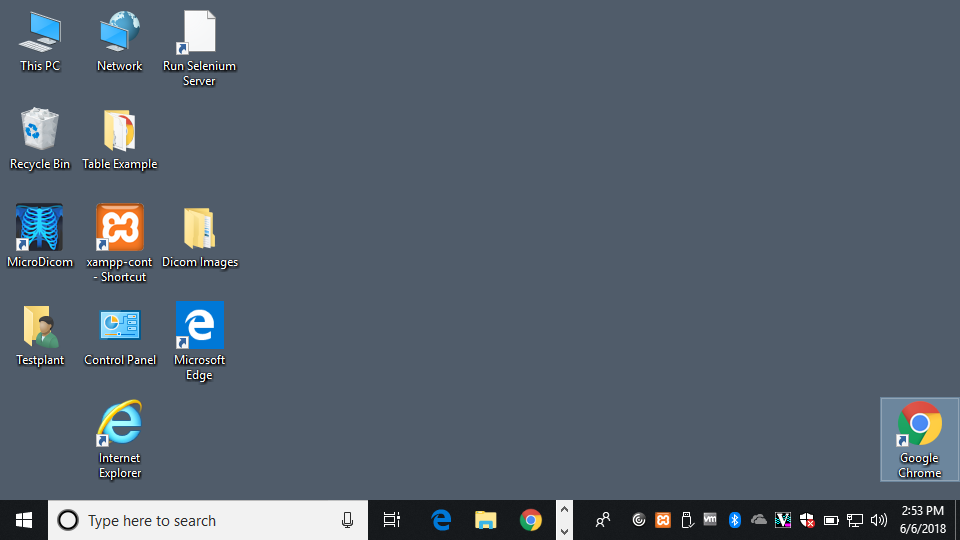 This PC
Network
Run Selenium
Server
Recycle Bin
Table Example
MicroDicom
xampp-cont
- Shortcut
Dicom Images
Testplant
Control Panel
Microsoft
Edge
Internet
Explorer
Google
Chrome
Type here to search
vm
2:53 PM
6/6/2018